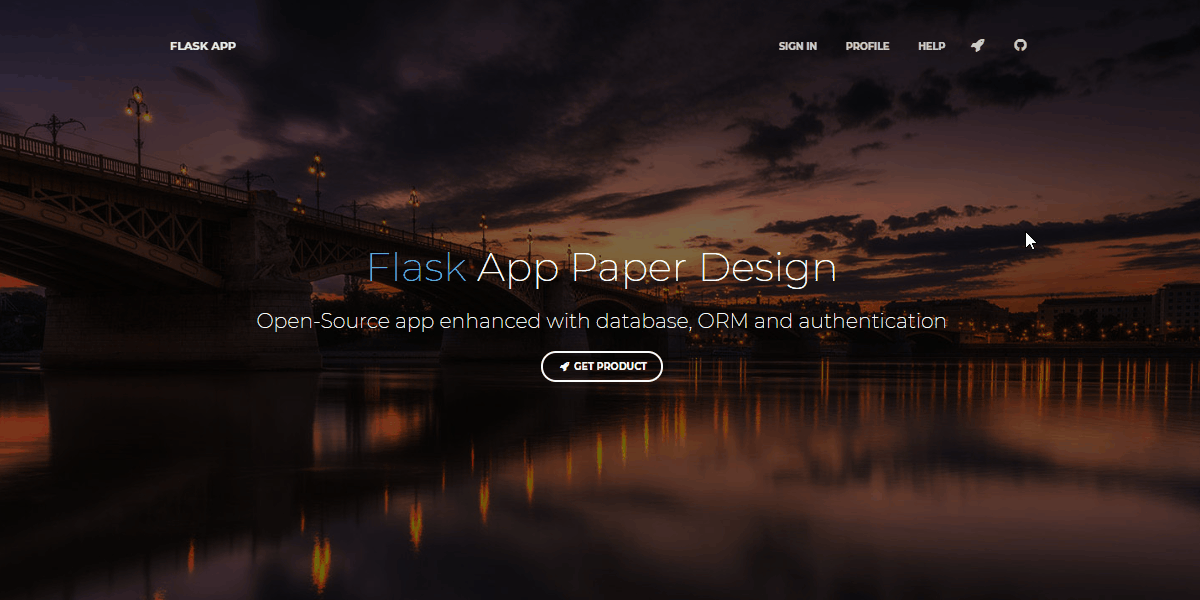 FLASK APP
SIGN IN PROFILE HELP
Flask App Paper Design
Open-Source app enhanced with database, ORM and authentication
GET PRODUCT